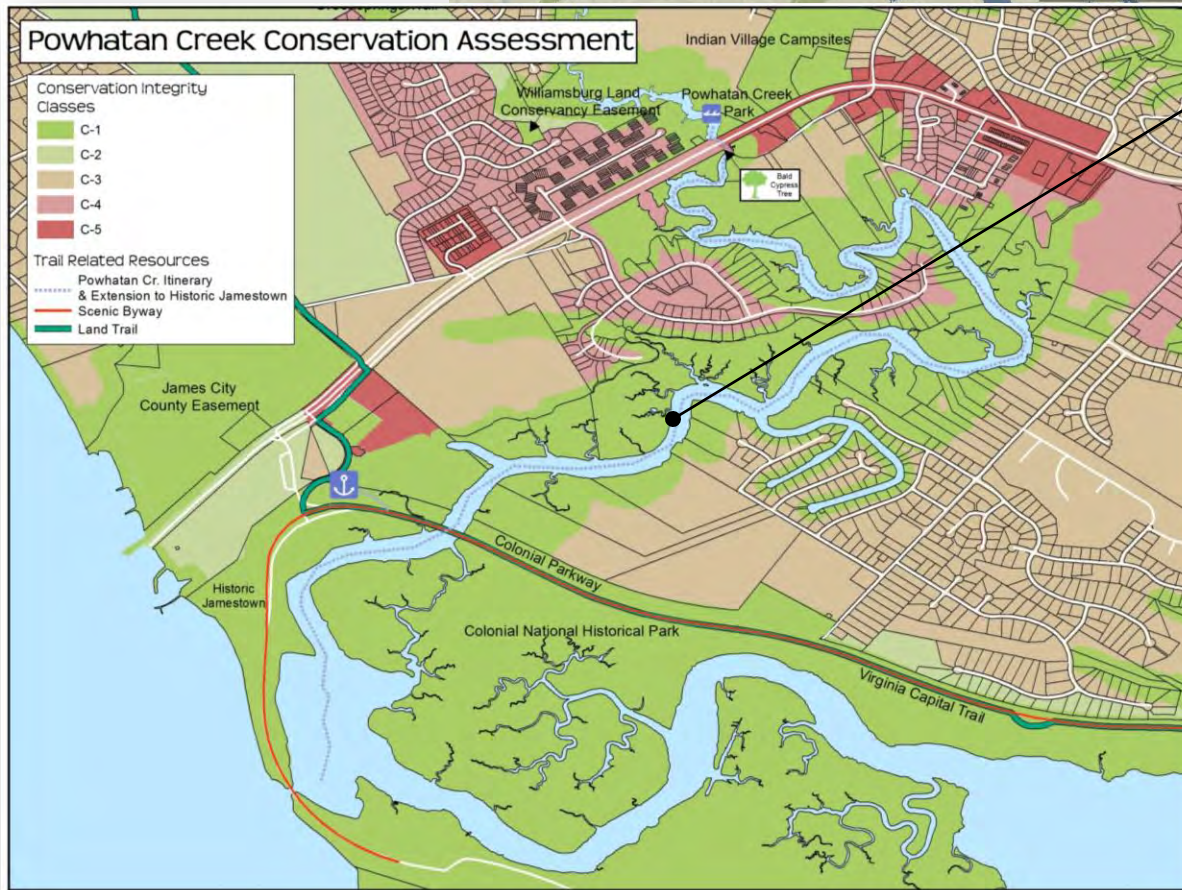 Powhatan Creek Conservation Assessment
Conservation Integrity
Classes
C-1
C-2
C-3
C-4
C-5
Trail Related Resources
Powhatan Cr. Itinerary
& Extension to Historic Jamestown
Scenic Byway
Land Trail
Indian Village Campsites
Williamsburg Land
Conservancy Easement
Powhatan Creek
Park
Bald
Cypress
Tree
James City
County Easement
Historic
Jamestown
Colonial Parkway
Colonial National Historical Park
Virginia Capital Trail